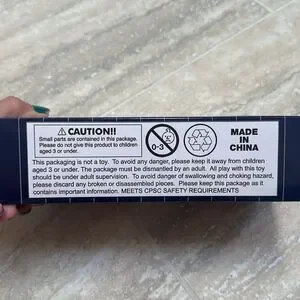 ⚠ CAUTION!!
Small parts are contained in this package.
Please do not give this product to children
aged 3 or under.
0-3
MADE
IN
CHINA
This packaging is not a toy. To avoid any danger, please keep it away from children
aged 3 or under. The package must be dismantled by an adult. All play with this toy
should be under adult supervision. To avoid danger of swallowing and choking hazard,
please discard any broken or disassembled pieces. Please keep this package as it
contains important information. MEETS CPSC SAFETY REQUIREMENTS